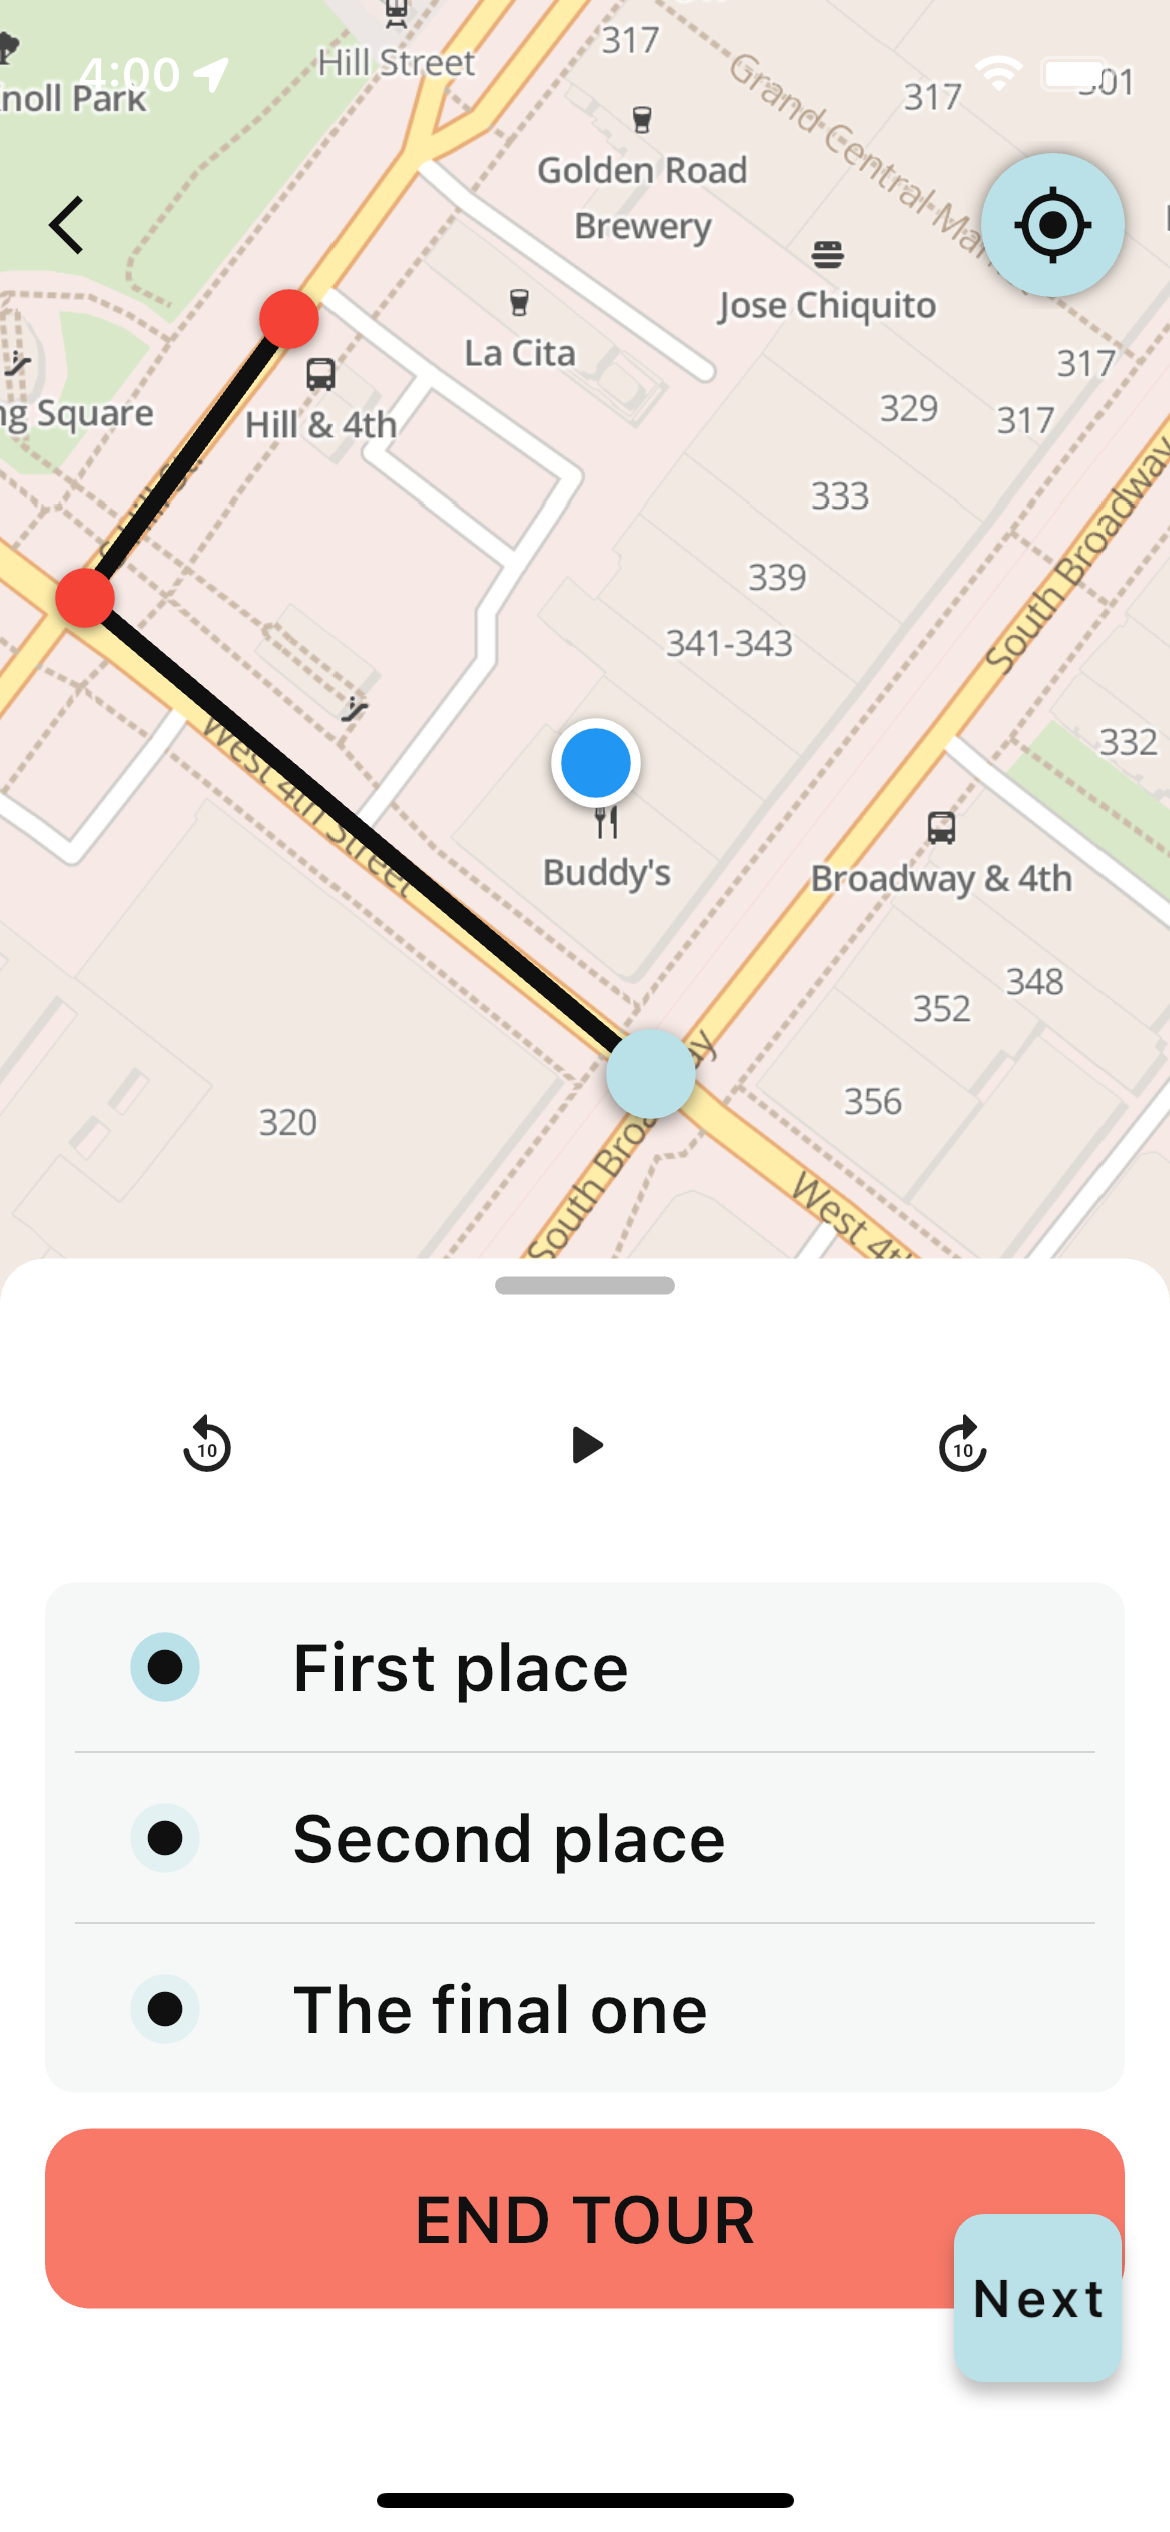 4:00
Hill Street
317
noll Park
317
301
Grand Central Mar
Golden Road
Brewery
Jose Chiquito
La Cita
317
ng Square
Hill & 4th
329
317
333
339
341-343
South Broadway
332
West 4th Street
Buddy's
Broadway & 4th
348
352
356
320
South Broadway
West 4t
10
10
First place
Second place
The final one
END TOUR
Next